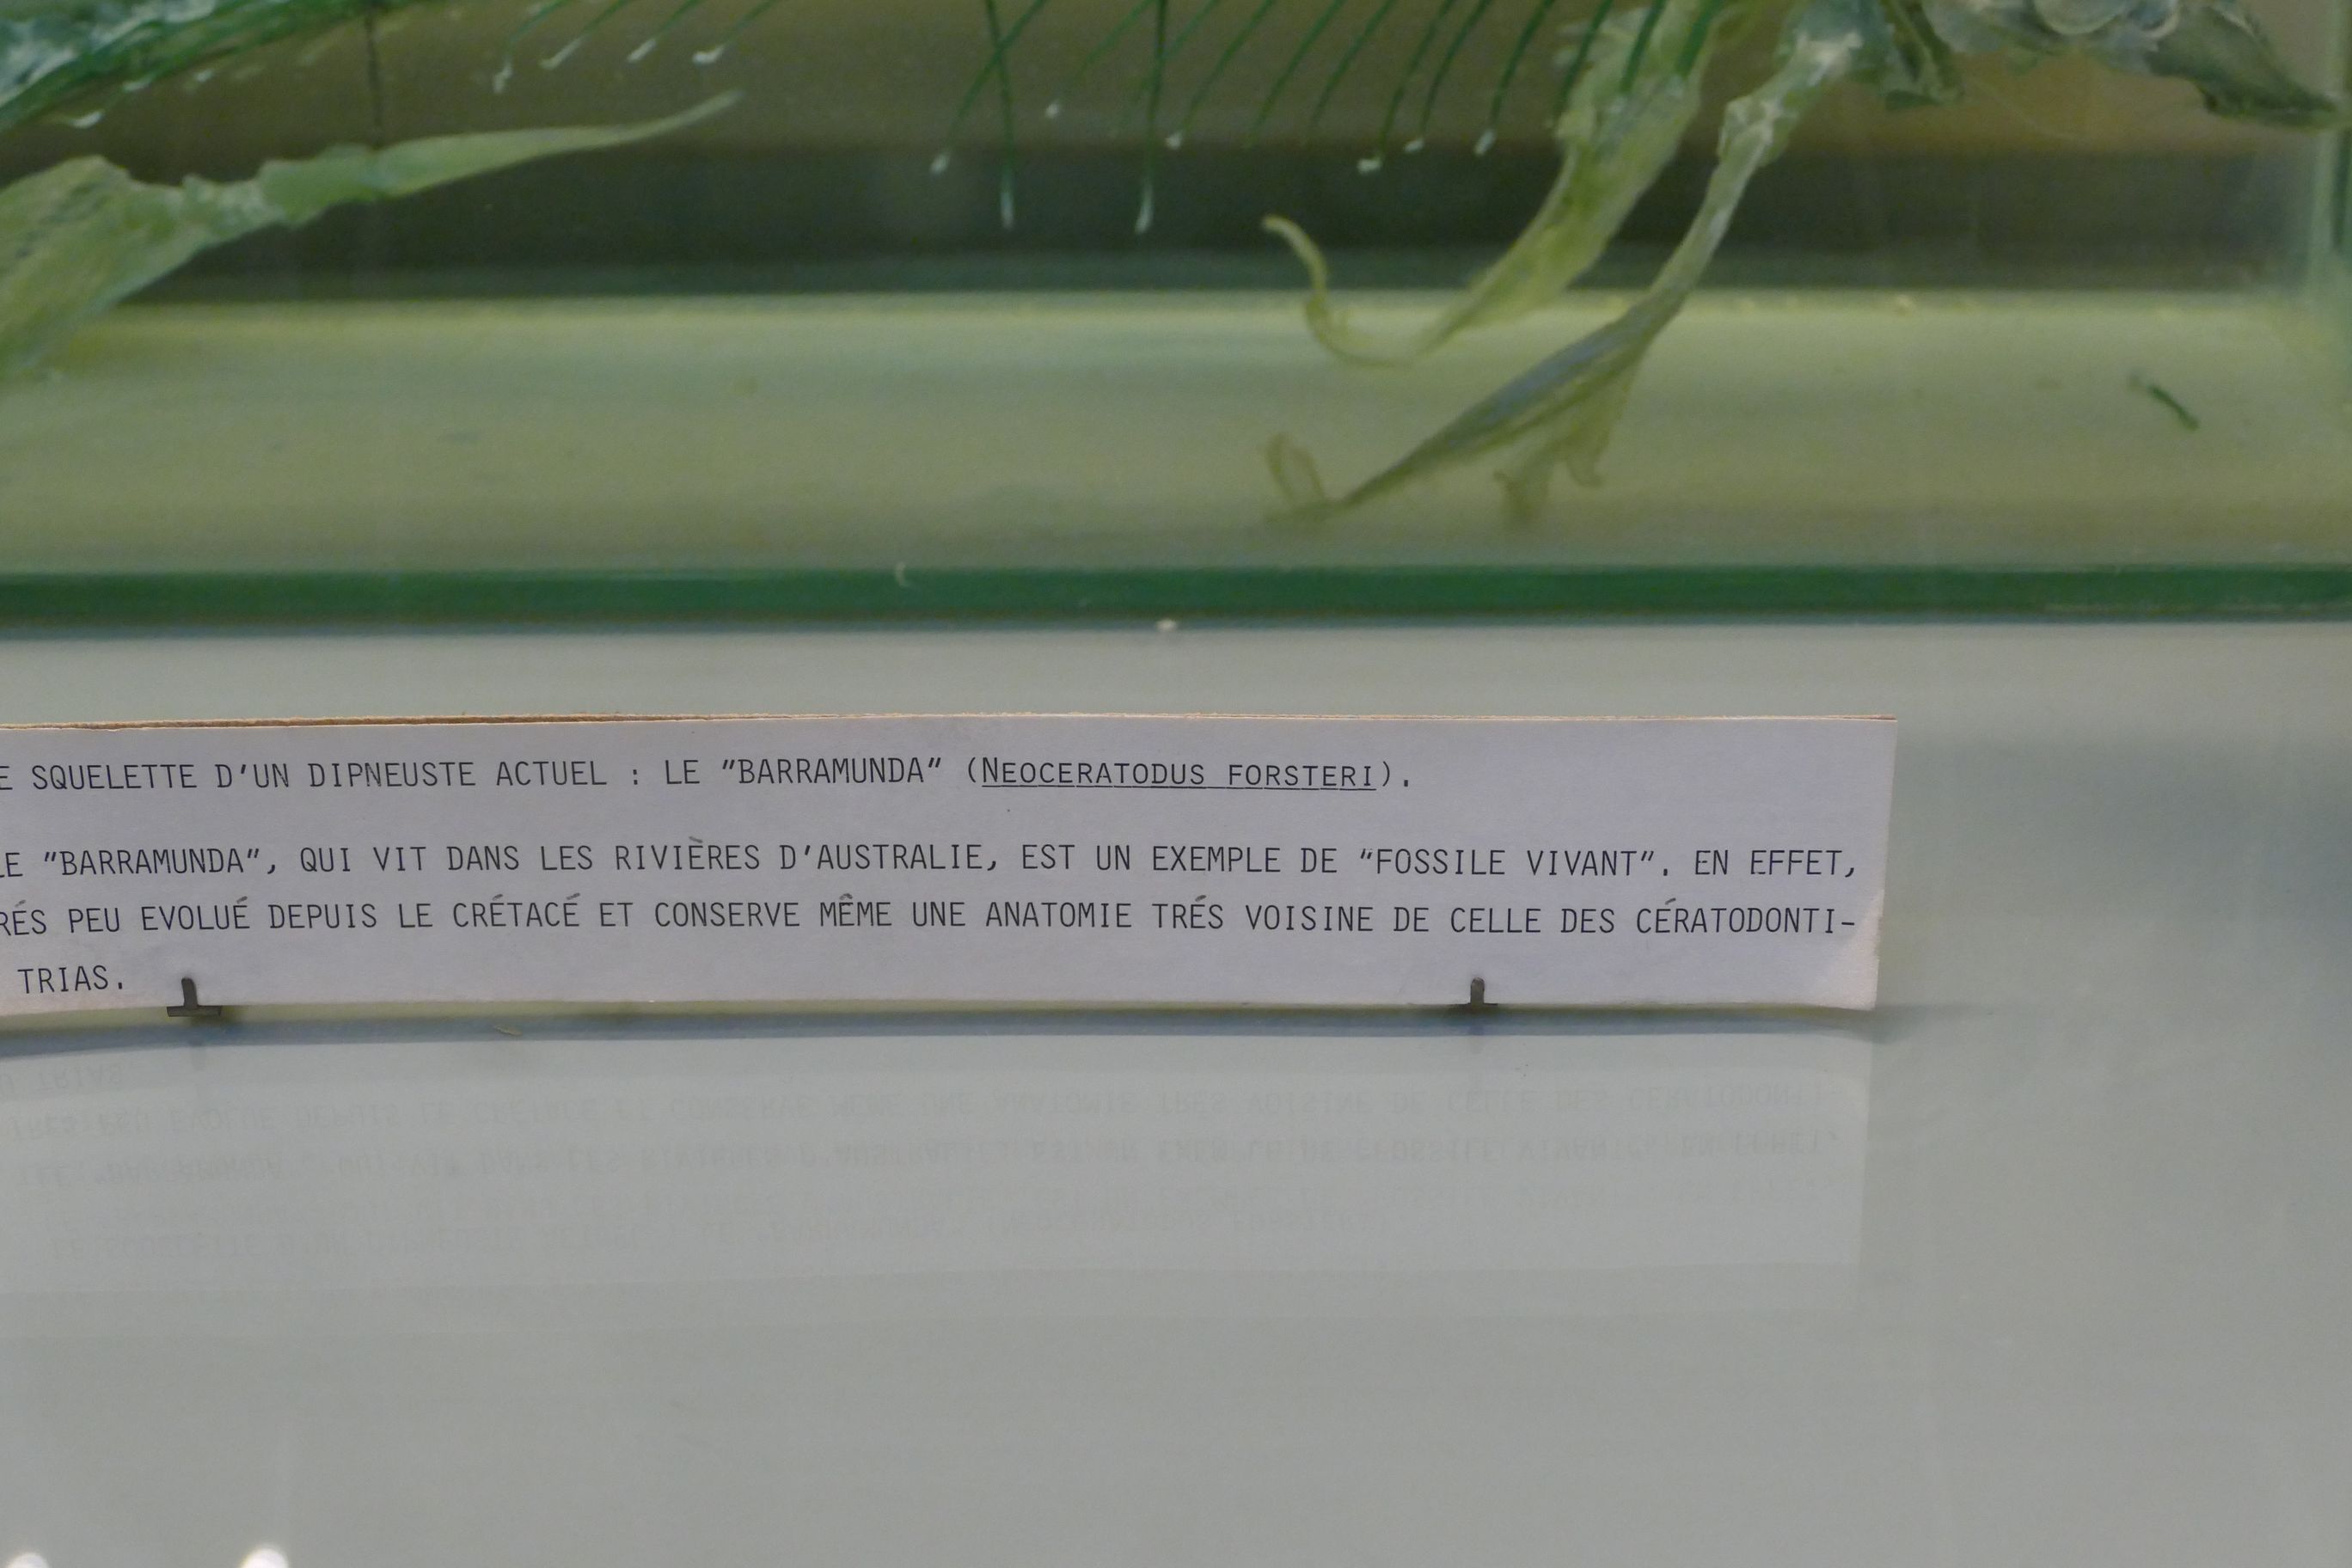 E SQUELETTE D'UN DIPNEUSTE ACTUEL : LE "BARRAMUNDA" (NEOCERATODUS FORSTERI).
LE "BARRAMUNDA", QUI VIT DANS LES RIVIÈRES D'AUSTRALIE, EST UN EXEMPLE DE "FOSSILE VIVANT". EN EFFET,
RÉS PEU EVOLUÉ DEPUIS LE CRÉTACÉ ET CONSERVE MÊME UNE ANATOMIE TRÉS VOISINE DE CELLE DES CÉRATODONTI-
TRIAS.